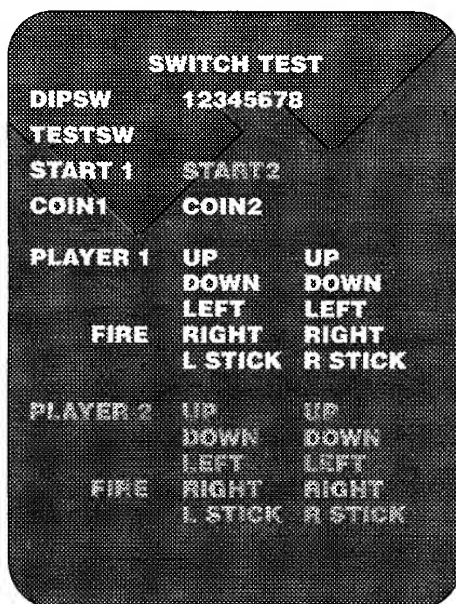 SWITCH TEST
DIPSW 12345678
TESTSW
START 1 START2
COIN1 COIN2
PLAYER 1 UP UP
DOWN DOWN
LEFT LEFT
FIRE RIGHT RIGHT
L STICK R STICK
PLAYER 2 UP UP
DOWN DOWN
LEFT LEFT
FIRE RIGHT RIGHT
L STICK R STICK